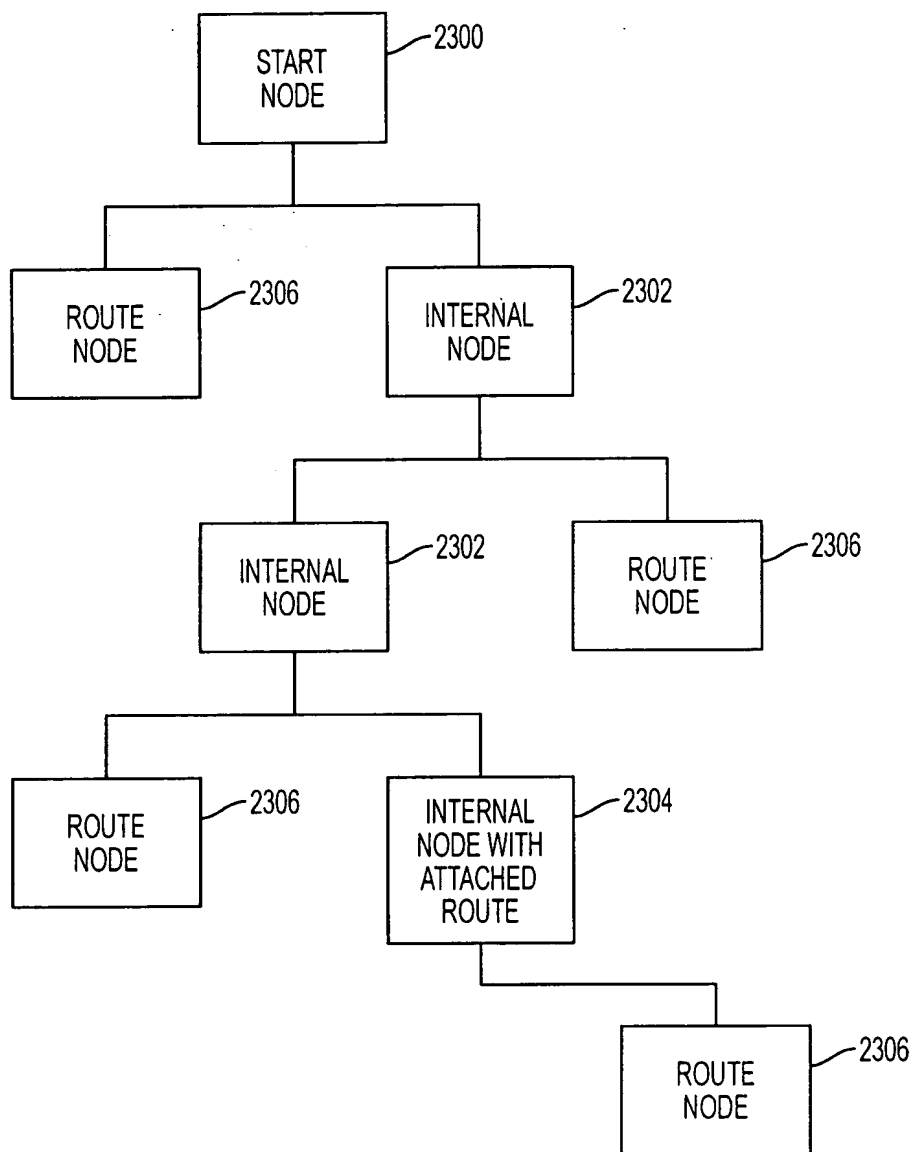 START
NODE
2300
ROUTE
NODE
2306
INTERNAL
NODE
2302
INTERNAL
NODE
2302
ROUTE
NODE
2306
ROUTE
NODE
2306
INTERNAL
NODE WITH
ATTACHED
ROUTE
2304
ROUTE
NODE
2306